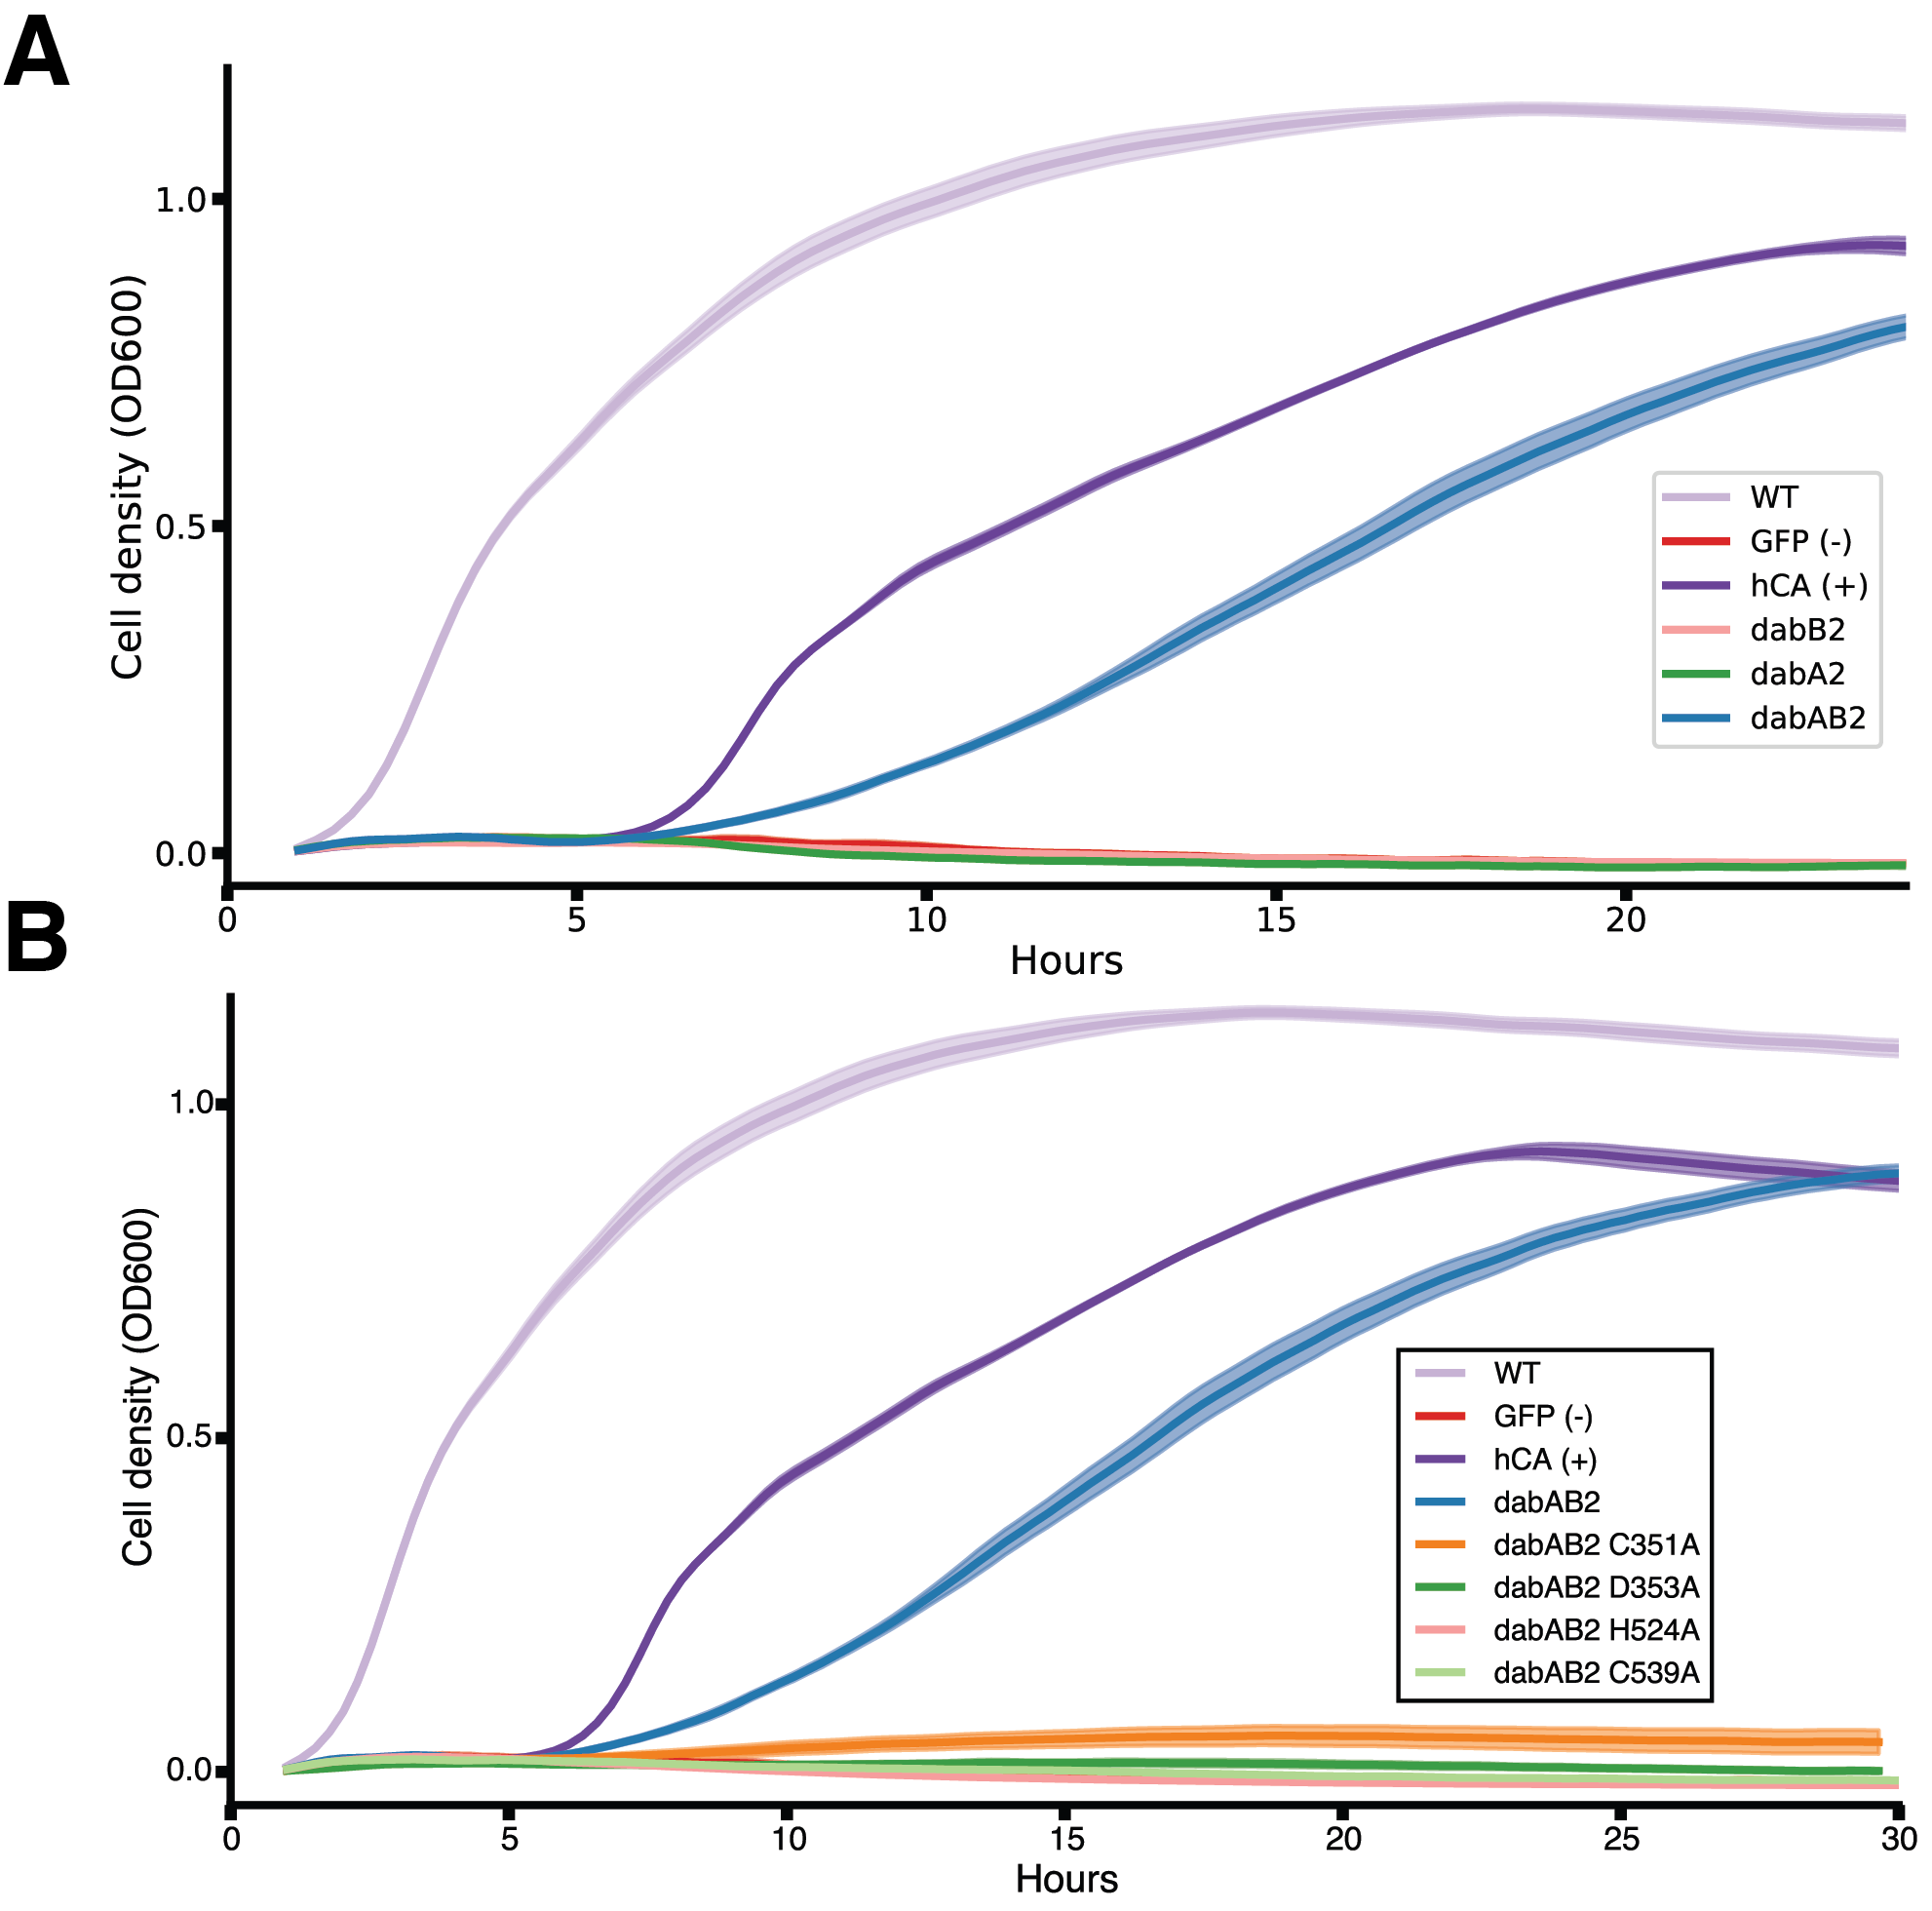 A
Cell density (OD600)
1.0
0.5
0.0
0
5
10
15
20
Hours
WT
GFP (-)
hCA (+)
dabB2
dabA2
dabAB2
B
Cell density (OD600)
1.0
0.5
0.0
0
5
10
15
20
25
30
Hours
WT
GFP (-)
hCA (+)
dabAB2
dabAB2 C351A
dabAB2 D353A
dabAB2 H524A
dabAB2 C539A